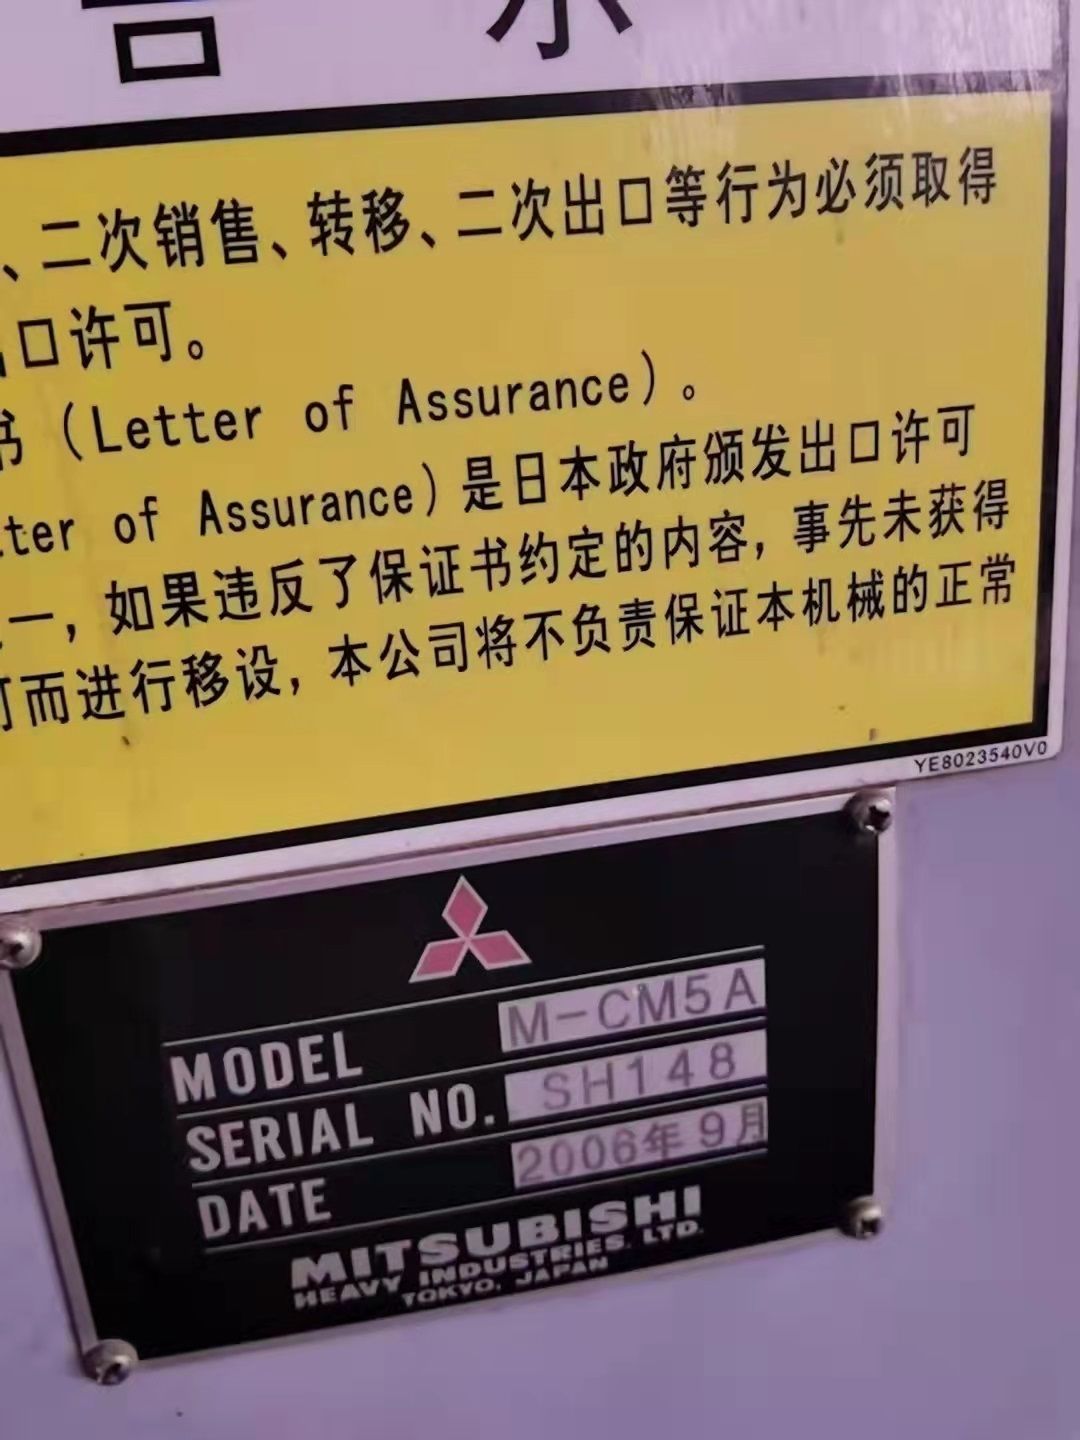 警示
、二次销售、转移、二次出口等行为必须取得
口许可。
书（Letter of Assurance）。
tter of Assurance)是日本政府颁发出口许可
一，如果违反了保证书约定的内容，事先未获得
可而进行移设，本公司将不负责保证本机械的正常
YE8023540V0
MODEL M-CM5A
SERIAL NO. SH148
DATE 2006年9月
MITSUBISHI
HEAVY INDUSTRIES, LTD.
TOKYO, JAPAN